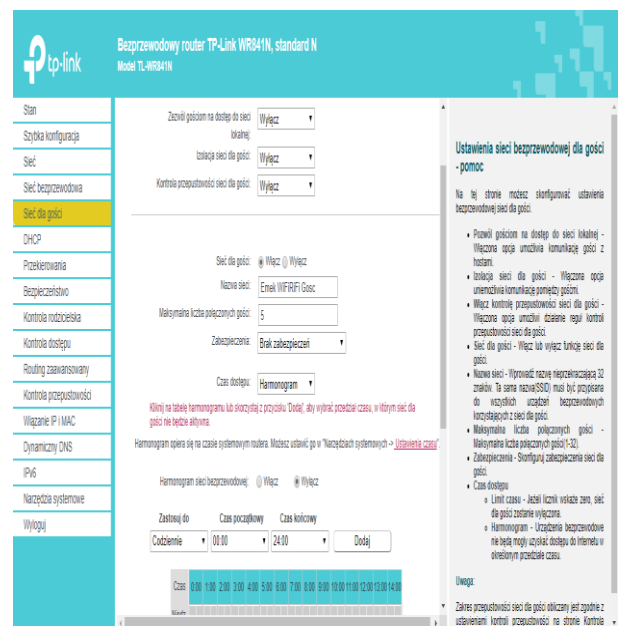 tp-link
Bezprzewodowy router TP-Link WR841N, standard N
Model TL-WR841N
Stan
Szybka konfiguracja
Sieć
Sieć bezprzewodowa
Sieć dla gości
DHCP
Przekierowania
Bezpieczeństwo
Kontrola rodzicielska
Kontrola dostępu
Routing zaawansowany
Kontrola przepustowości
Wiązanie IP i MAC
Dynamiczny DNS
IPv6
Narzędzia systemowe
Wyloguj
Zezwól gościom na dostęp do sieci
lokalnej: Wyłącz
Izolacja sieci dla gości: Wyłącz
Kontrola przepustowości sieci dla gości: Wyłącz
Sieć dla gości: Włącz Wyłącz
Nazwa sieci: Emek WIFIRIFI Gosc
Maksymalna liczba połączonych gości: 5
Zabezpieczenia: Brak zabezpieczeń
Czas dostępu: Harmonogram
Kliknij na tabelę harmonogramu lub skorzystaj z przycisku 'Dodaj', aby wybrać przedział czasu, w którym sieć dla
gości nie będzie aktywna.
Harmonogram opiera się na czasie systemowym routera. Możesz ustawić go w "Narzędziach systemowych -> Ustawienia czasu".
Harmonogram sieci bezprzewodowej: Włącz Wyłącz
Zastosuj do Czas początkowy Czas końcowy
Codziennie 00:00 24:00 Dodaj
Czas 0:00 1:00 2:00 3:00 4:00 5:00 6:00 7:00 8:00 9:00 10:00 11:00 12:00 13:00 14:00
Ustawienia sieci bezprzewodowej dla gości
- pomoc
Na tej stronie możesz skonfigurować ustawienia
bezprzewodowej sieci dla gości.
Pozwól gościom na dostęp do sieci lokalnej -
Włączona opcja umożliwia komunikację gości z
hostami.
Izolacja sieci dla gości - Włączona opcja
uniemożliwia komunikację pomiędzy gośćmi.
Włącz kontrolę przepustowości sieci dla gości -
Włączona opcja umożliwi działanie reguł kontroli
przepustowości sieci dla gości.
Sieć dla gości - Włącz lub wyłącz funkcję sieci dla
gości.
Nazwa sieci - Wprowadź nazwę nieprzekraczającą 32
znaków. Ta sama nazwa(SSID) musi być przypisana
do wszystkich urządzeń bezprzewodowych
korzystających z sieci dla gości.
Maksymalna liczba połączonych gości -
Maksymalna liczba połączonych gości(1-32).
Zabezpieczenia - Skonfiguruj zabezpieczenia sieci dla
gości.
Czas dostępu
Limit czasu - Jeżeli licznik wskaże zero, sieć
dla gości zostanie wyłączona.
Harmonogram - Urządzenia bezprzewodowe
nie będą mogły uzyskać dostępu do Internetu w
określonym przedziale czasu.
Uwaga:
Zakres przepustowości sieci dla gości obliczany jest zgodnie z
ustawieniami kontroli przepustowości na stronie Kontrola